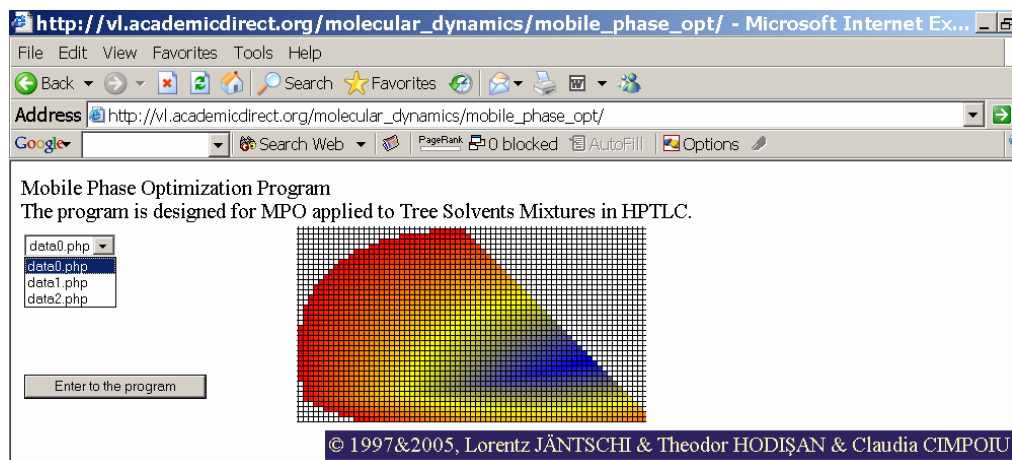 http://vl.academicdirect.org/molecular_dynamics/mobile_phase_opt/ - Microsoft Internet Ex...
File Edit View Favorites Tools Help
Back Search Favorites
Address http://vl.academicdirect.org/molecular_dynamics/mobile_phase_opt/
Google Search Web PageRank 0 blocked AutoFill Options
Mobile Phase Optimization Program
The program is designed for MPO applied to Tree Solvents Mixtures in HPTLC.
data0.php
data0.php
data1.php
data2.php
Enter to the program
© 1997&2005, Lorentz JÄNTSCHI & Theodor HODIŞAN & Claudia CIMPOIU